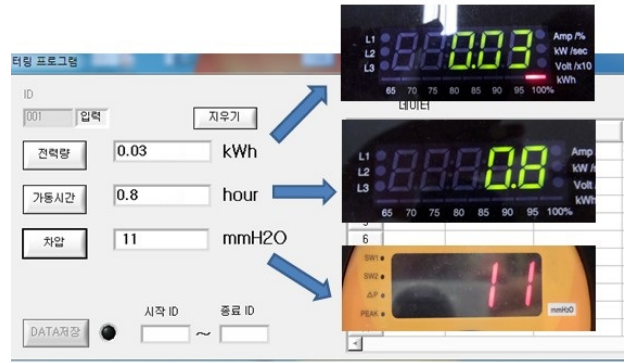 터링 프로그램
ID
001 입력 지우기
전력량 0.03 kWh
가동시간 0.8 hour
차압 11 mmH2O
시작 ID 종료 ID
DATA저장 ~
데이터
6
L1 Amp /%
L2 0.03 kW /sec
L3 Volt /x10
kWh
65 70 75 80 85 90 95 100%
L1 Amp
L2 0.8 kW
L3 Volt
kWh
65 70 75 80 85 90 95 100%
SW1
SW2 11
ΔP
PEAK mmH2O